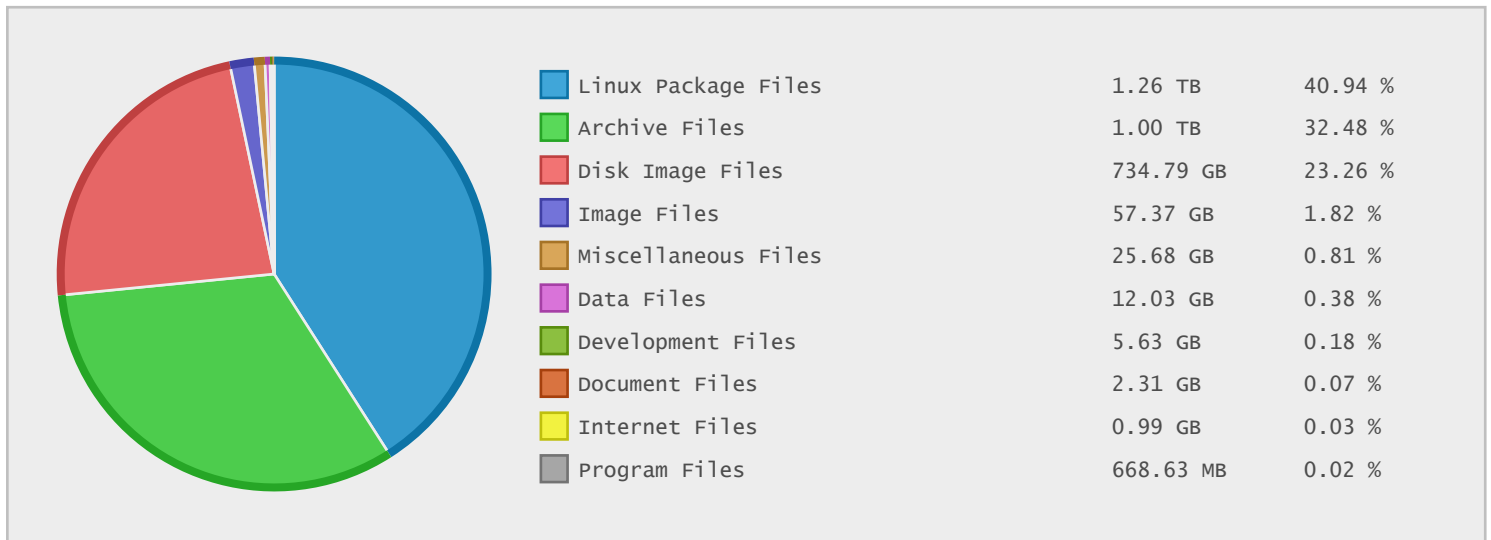 Linux Package Files 1.26 TB 40.94 %
Archive Files 1.00 TB 32.48 %
Disk Image Files 734.79 GB 23.26 %
Image Files 57.37 GB 1.82 %
Miscellaneous Files 25.68 GB 0.81 %
Data Files 12.03 GB 0.38 %
Development Files 5.63 GB 0.18 %
Document Files 2.31 GB 0.07 %
Internet Files 0.99 GB 0.03 %
Program Files 668.63 MB 0.02 %